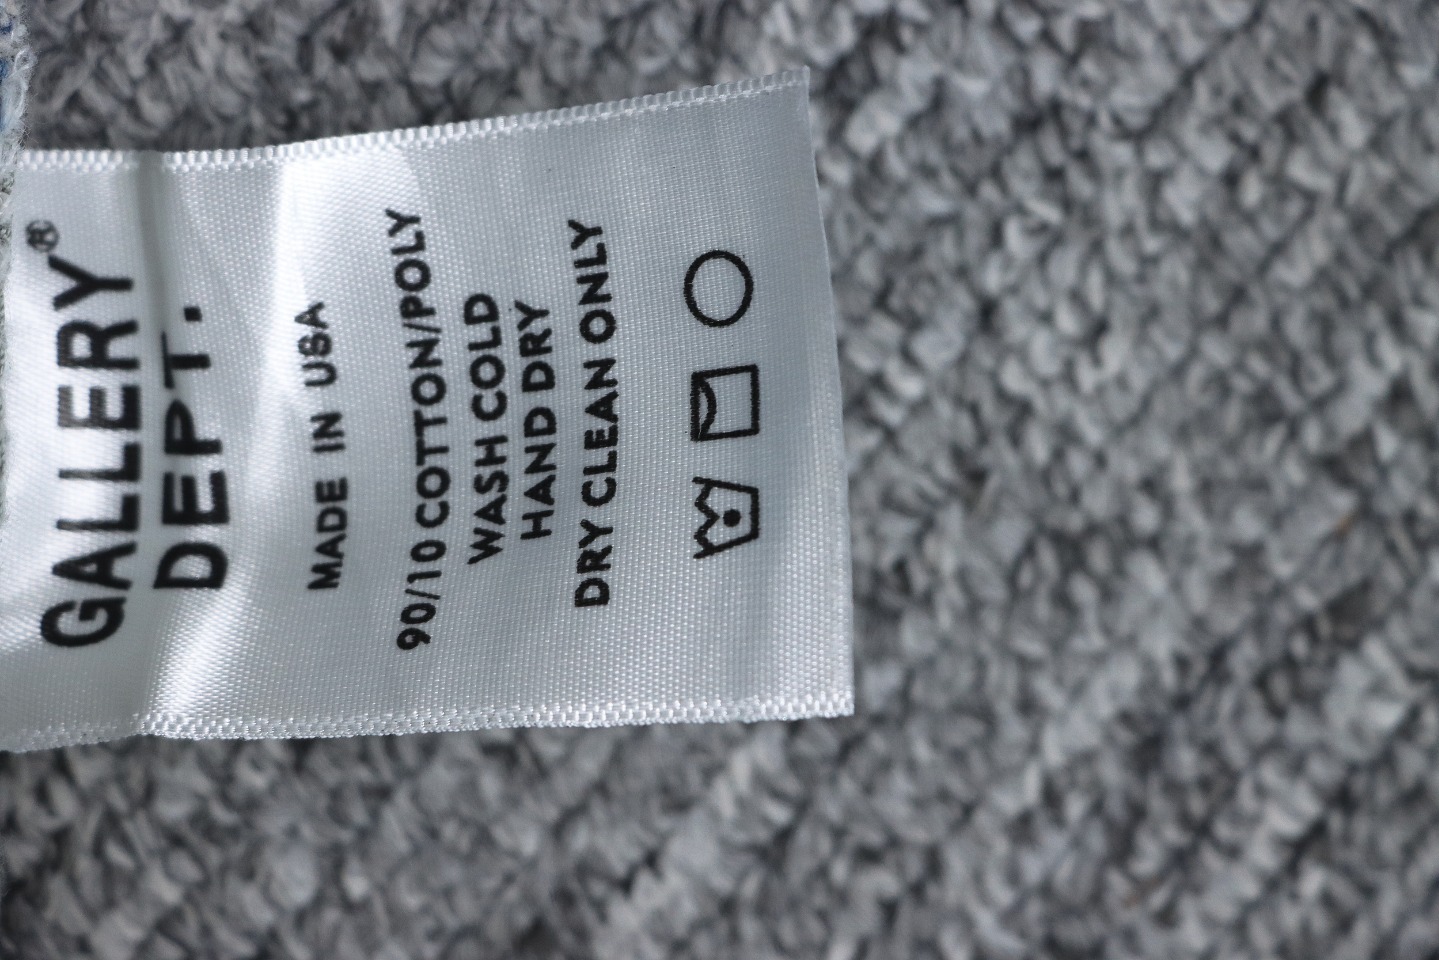 GALLERY®
DEPT.
MADE IN USA
90/10 COTTON/POLY
WASH COLD
HAND DRY
DRY CLEAN ONLY